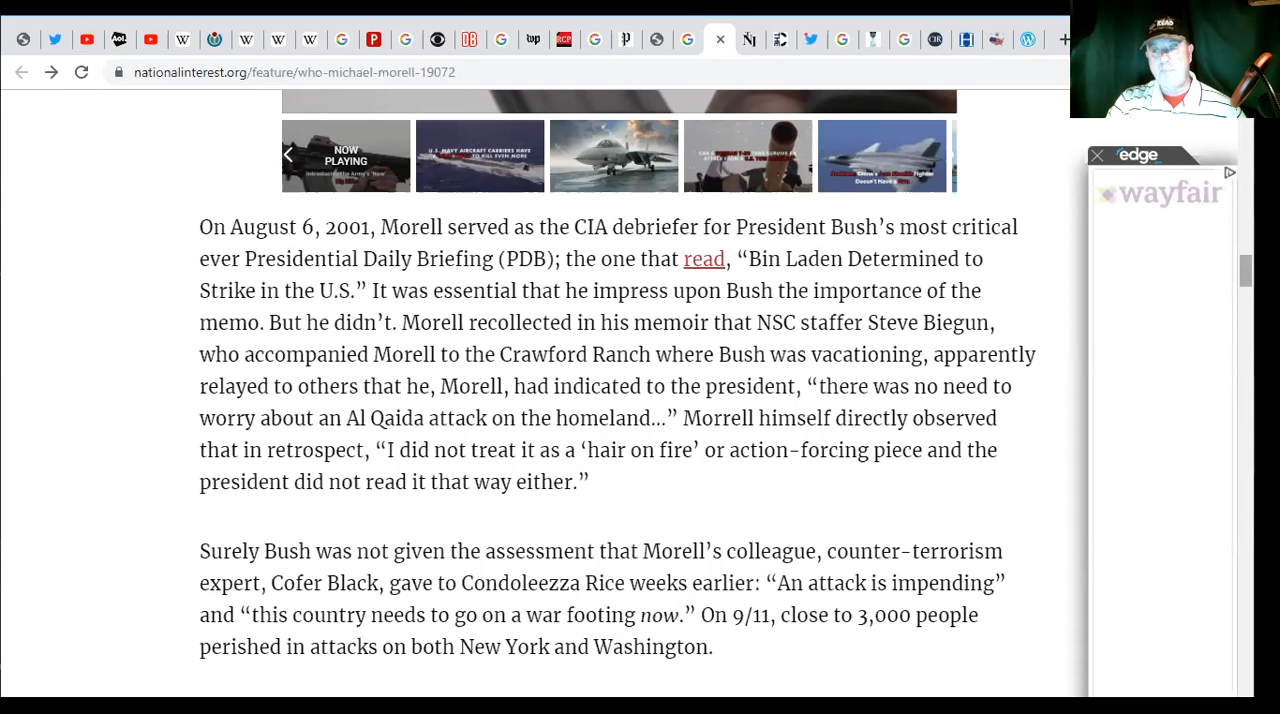 nationalinterest.org/feature/who-michael-morell-19072
NOW
PLAYING
edge
wayfair
On August 6, 2001, Morell served as the CIA debriefer for President Bush’s most critical
ever Presidential Daily Briefing (PDB); the one that read, “Bin Laden Determined to
Strike in the U.S.” It was essential that he impress upon Bush the importance of the
memo. But he didn’t. Morell recollected in his memoir that NSC staffer Steve Biegun,
who accompanied Morell to the Crawford Ranch where Bush was vacationing, apparently
relayed to others that he, Morell, had indicated to the president, “there was no need to
worry about an Al Qaida attack on the homeland…” Morrell himself directly observed
that in retrospect, “I did not treat it as a ‘hair on fire’ or action-forcing piece and the
president did not read it that way either.”
Surely Bush was not given the assessment that Morell’s colleague, counter-terrorism
expert, Cofer Black, gave to Condoleezza Rice weeks earlier: “An attack is impending”
and “this country needs to go on a war footing now.” On 9/11, close to 3,000 people
perished in attacks on both New York and Washington.